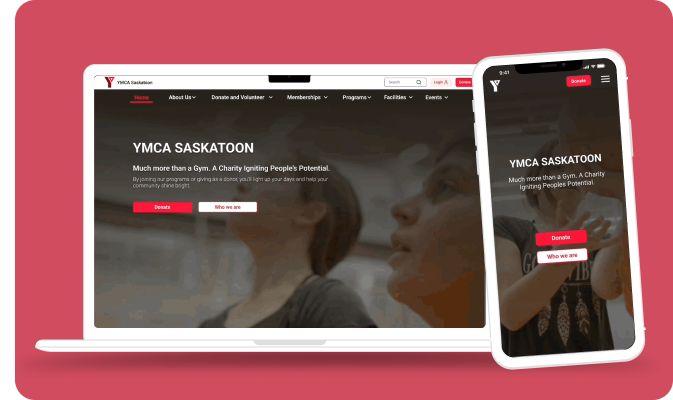 YMCA Saskatoon
Search
Login
Donate
Home
About Us
Donate and Volunteer
Memberships
Programs
Facilities
Events
YMCA SASKATOON
Much more than a Gym. A Charity Igniting People's Potential.
By joining our programs or giving as a donor, you'll light up your days and help your
community shine bright.
Donate
Who we are
9:41
Donate
YMCA SASKATOON
Much more than a Gym. A Charity
Igniting Peoples Potential.
Donate
Who we are